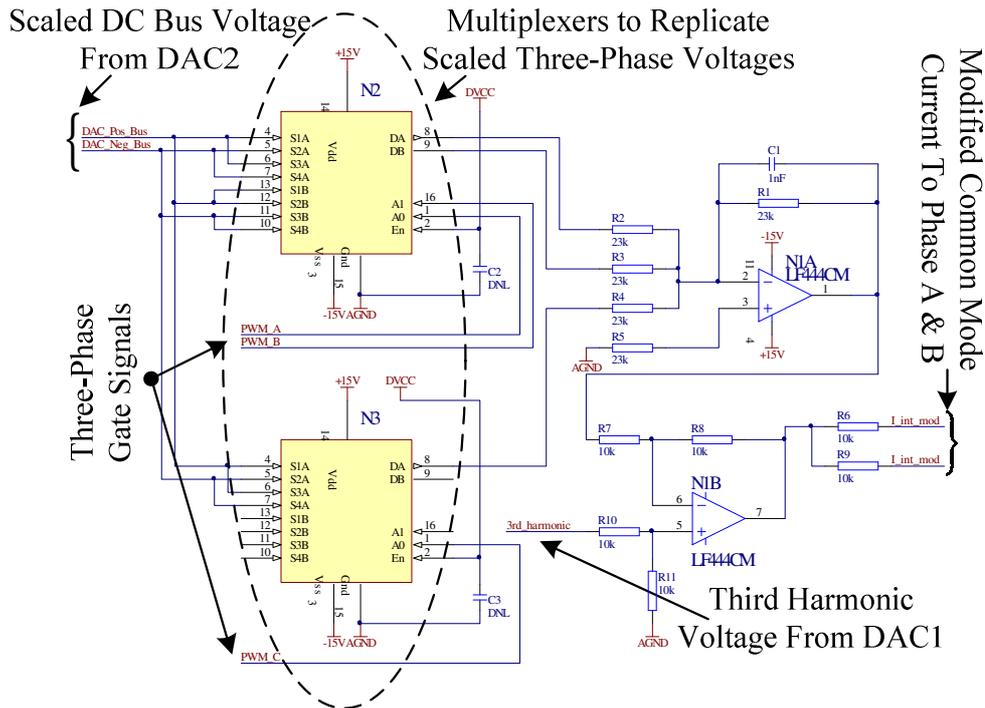 Scaled DC Bus Voltage
From DAC2
Multiplexers to Replicate
Scaled Three-Phase Voltages
Modified Common Mode
Current To Phase A & B
Three-Phase
Gate Signals
DAC_Pos_Bus
DAC_Neg_Bus
+15V
N2
14
Vdd
4 S1A
5 S2A
6 S3A
7 S4A
13 S1B
12 S2B
11 S3B
10 S4B
DA 8
DB 9
A1 16
A0 1
En 2
Vss
3
Gnd
15
-15V AGND
DVCC
C2
DNL
PWM_A
PWM_B
+15V
DVCC
N3
14
Vdd
4 S1A
5 S2A
6 S3A
7 S4A
13 S1B
12 S2B
11 S3B
10 S4B
DA 8
DB 9
A1 16
A0 1
En 2
Vss
3
Gnd
15
-15V AGND
C3
DNL
PWM_C
C1
1nF
R1
23k
R2
23k
R3
23k
R4
23k
R5
23k
AGND
-15V
11
N1A
LF444CM
2
3
1
4
+15V
R7
10k
R8
10k
R6
10k
I_int_mod
R9
10k
I_int_mod
N1B
6
5
7
LF444CM
3rd_harmonic
R10
10k
R11
10k
AGND
Third Harmonic
Voltage From DAC1